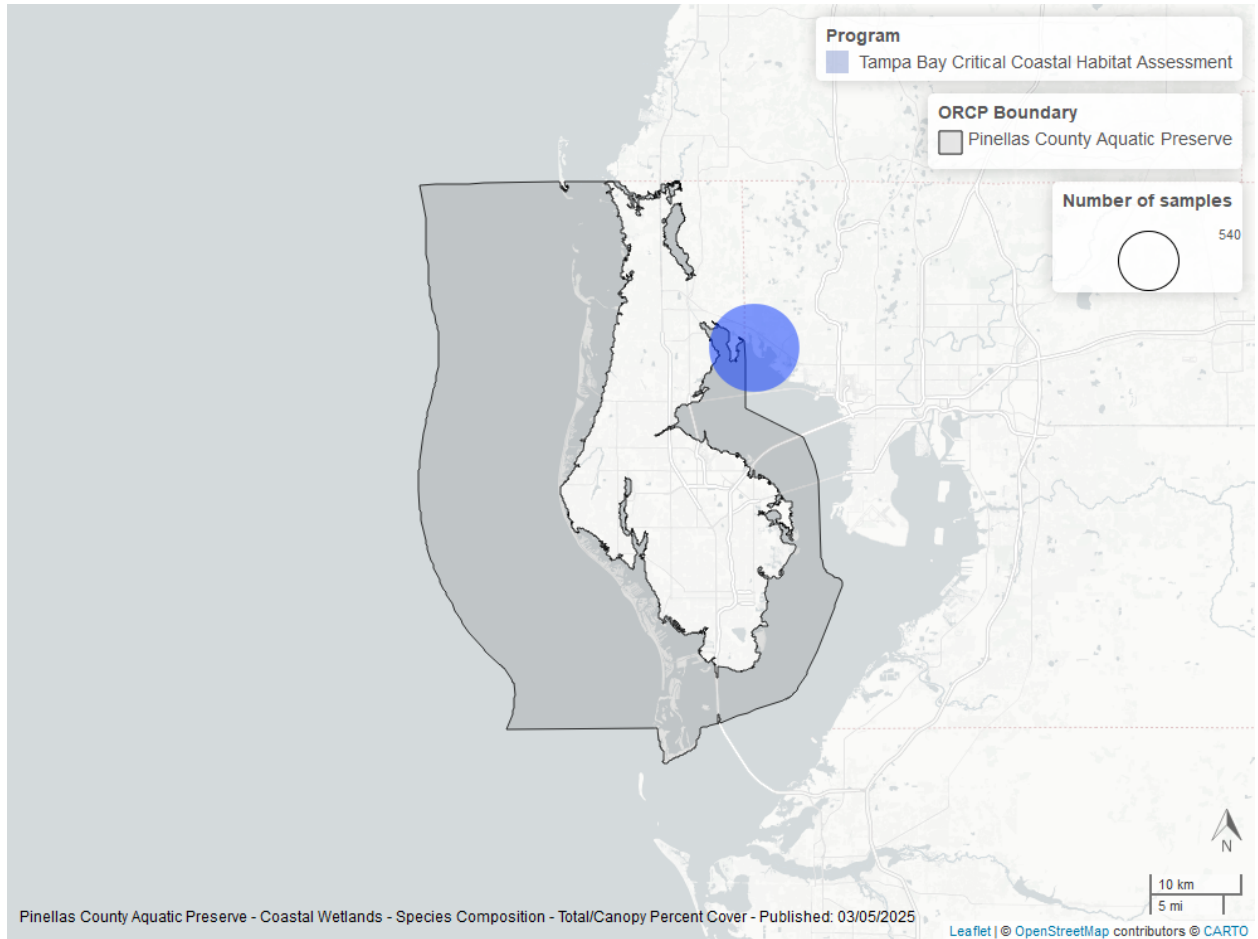 Program
Tampa Bay Critical Coastal Habitat Assessment
ORCP Boundary
Pinellas County Aquatic Preserve
Number of samples
540
N
10 km
5 mi
Pinellas County Aquatic Preserve - Coastal Wetlands - Species Composition - Total/Canopy Percent Cover - Published: 03/05/2025
Leaflet | © OpenStreetMap contributors © CARTO